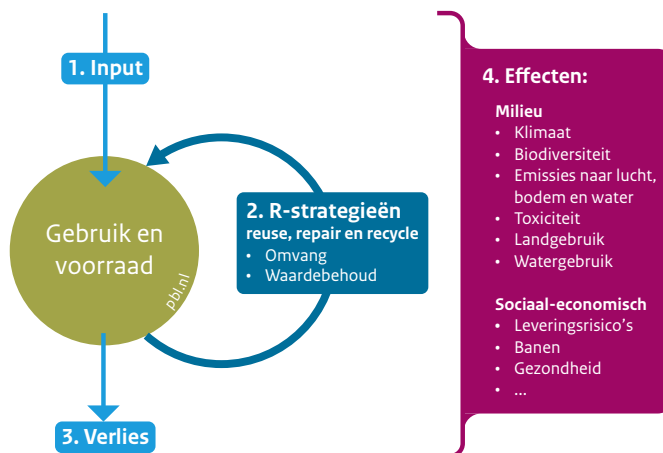 1. Input
Gebruik en
voorraad
pbl.nl
2. R-strategieën
reuse, repair en recycle
• Omvang
• Waardebehoud
3. Verlies
4. Effecten:
Milieu
• Klimaat
• Biodiversiteit
• Emissies naar lucht,
bodem en water
• Toxiciteit
• Landgebruik
• Watergebruik
Sociaal-economisch
• Leveringsrisico's
• Banen
• Gezondheid
• ...